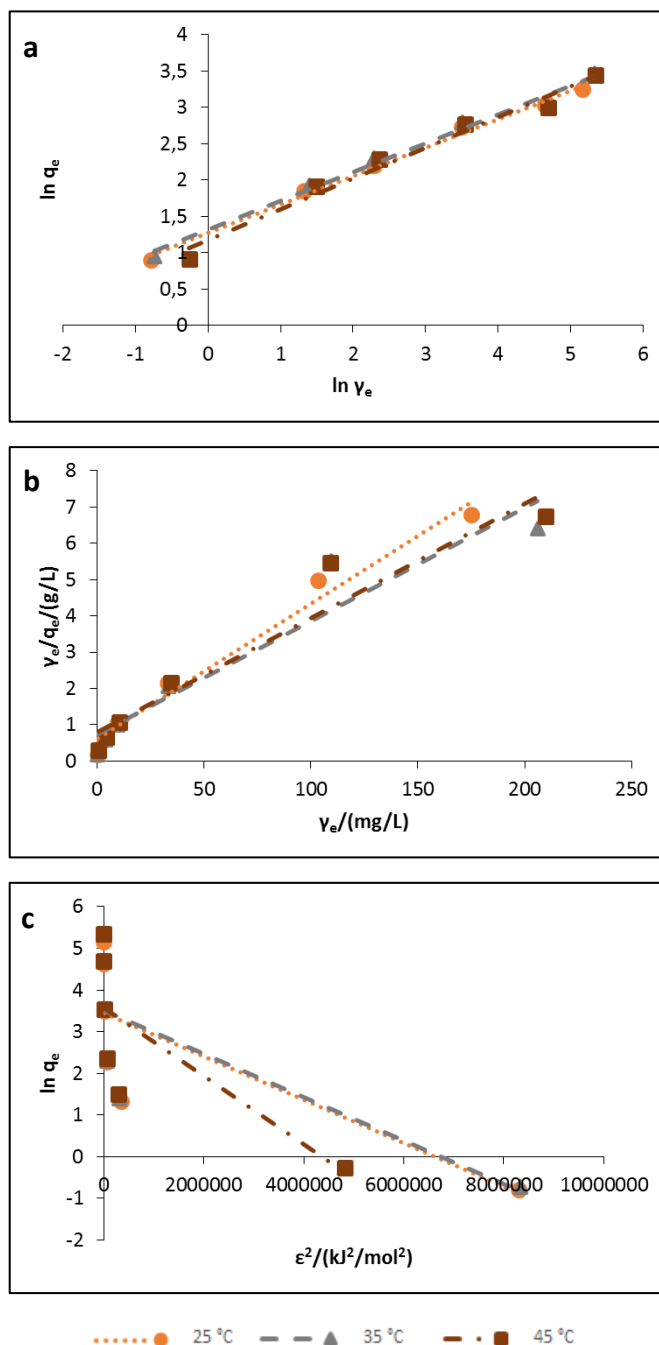 a
4
3,5
3
2,5
2
1,5
1
0,5
0
ln qe
-2 -1 0 1 2 3 4 5 6
ln γe
b
8
7
6
5
4
3
2
1
0
γe/qe/(g/L)
0 50 100 150 200 250
γe/(mg/L)
c
6
5
4
3
2
1
0
-1
-2
ln qe
0 2000000 4000000 6000000 8000000 10000000
ε²/(kJ²/mol²)
25 °C 35 °C 45 °C